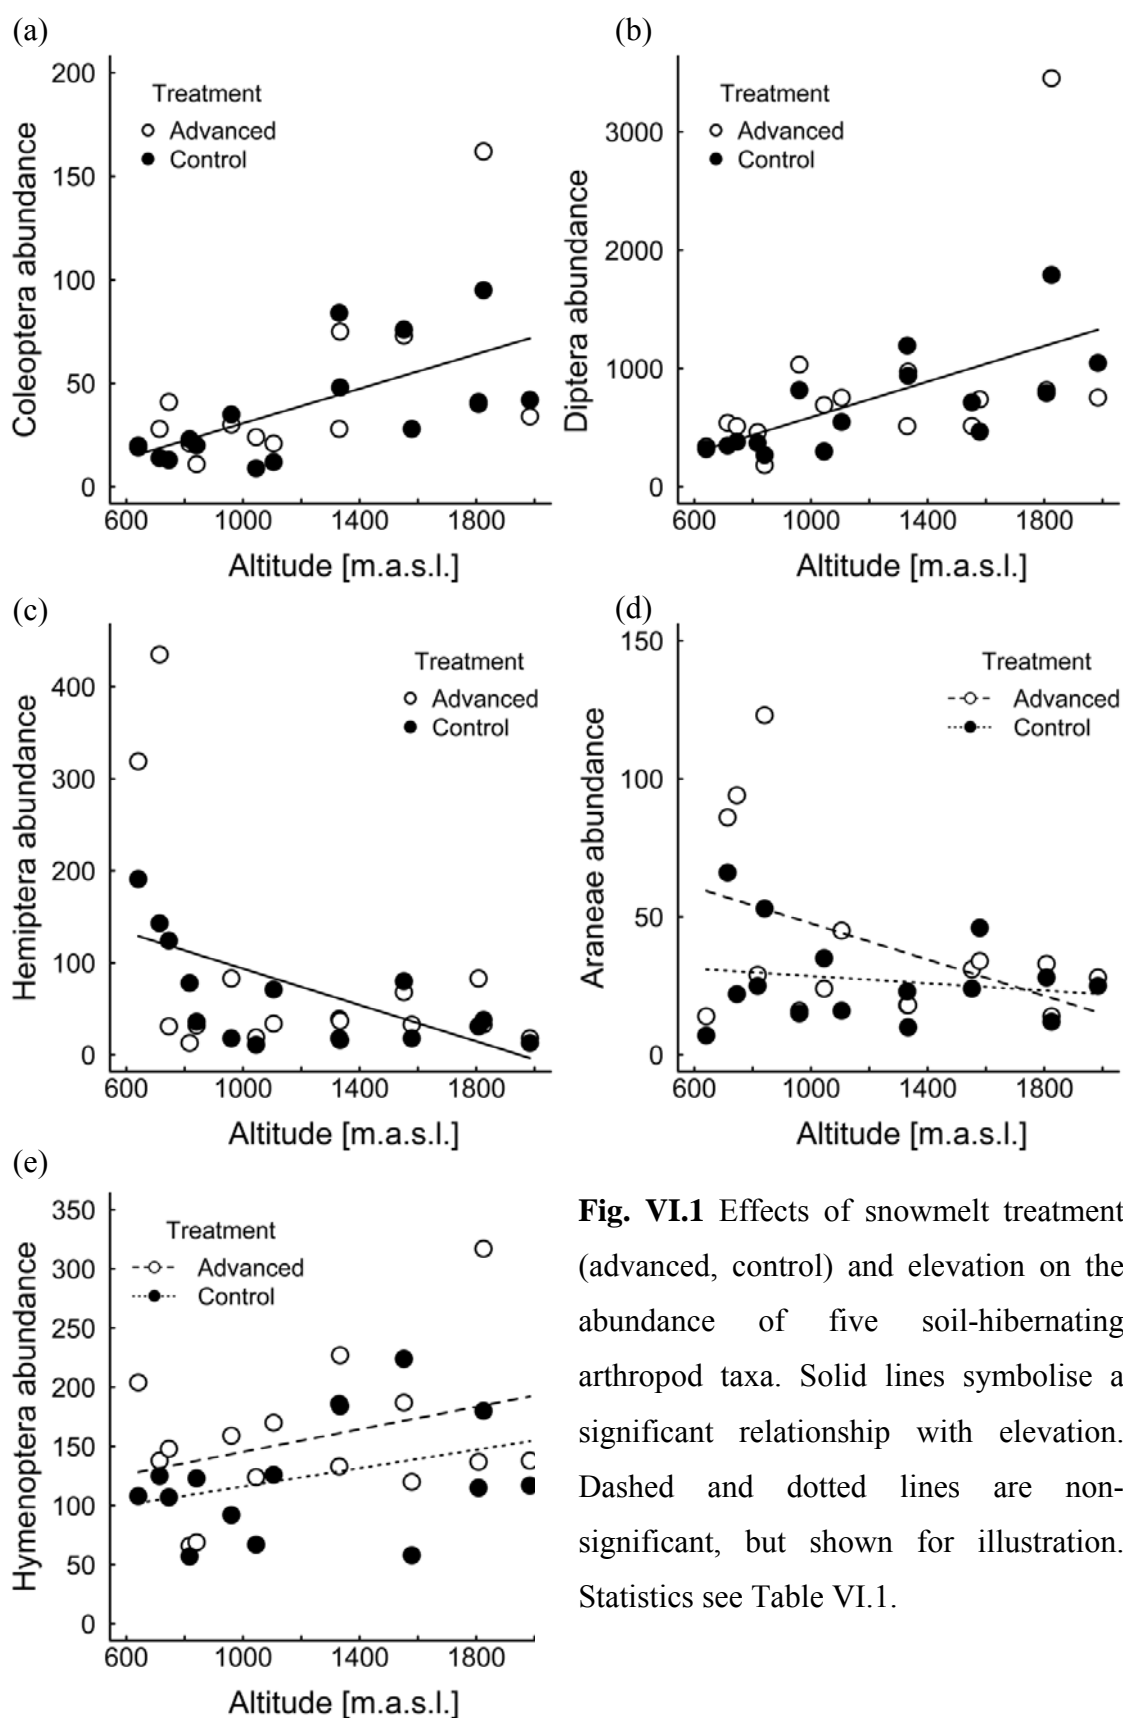 (a)
200
150
100
50
0
Coleoptera abundance
Treatment
Advanced
Control
600 1000 1400 1800
Altitude [m.a.s.l.]
(b)
3000
2000
1000
0
Diptera abundance
Treatment
Advanced
Control
600 1000 1400 1800
Altitude [m.a.s.l.]
(c)
400
300
200
100
0
Hemiptera abundance
Treatment
Advanced
Control
600 1000 1400 1800
Altitude [m.a.s.l.]
(d)
150
100
50
0
Araneae abundance
Treatment
Advanced
Control
600 1000 1400 1800
Altitude [m.a.s.l.]
(e)
350
300
250
200
150
100
50
0
Hymenoptera abundance
Treatment
Advanced
Control
600 1000 1400 1800
Altitude [m.a.s.l.]
Fig. VI.1 Effects of snowmelt treatment
(advanced, control) and elevation on the
abundance of five soil-hibernating
arthropod taxa. Solid lines symbolise a
significant relationship with elevation.
Dashed and dotted lines are non-
significant, but shown for illustration.
Statistics see Table VI.1.